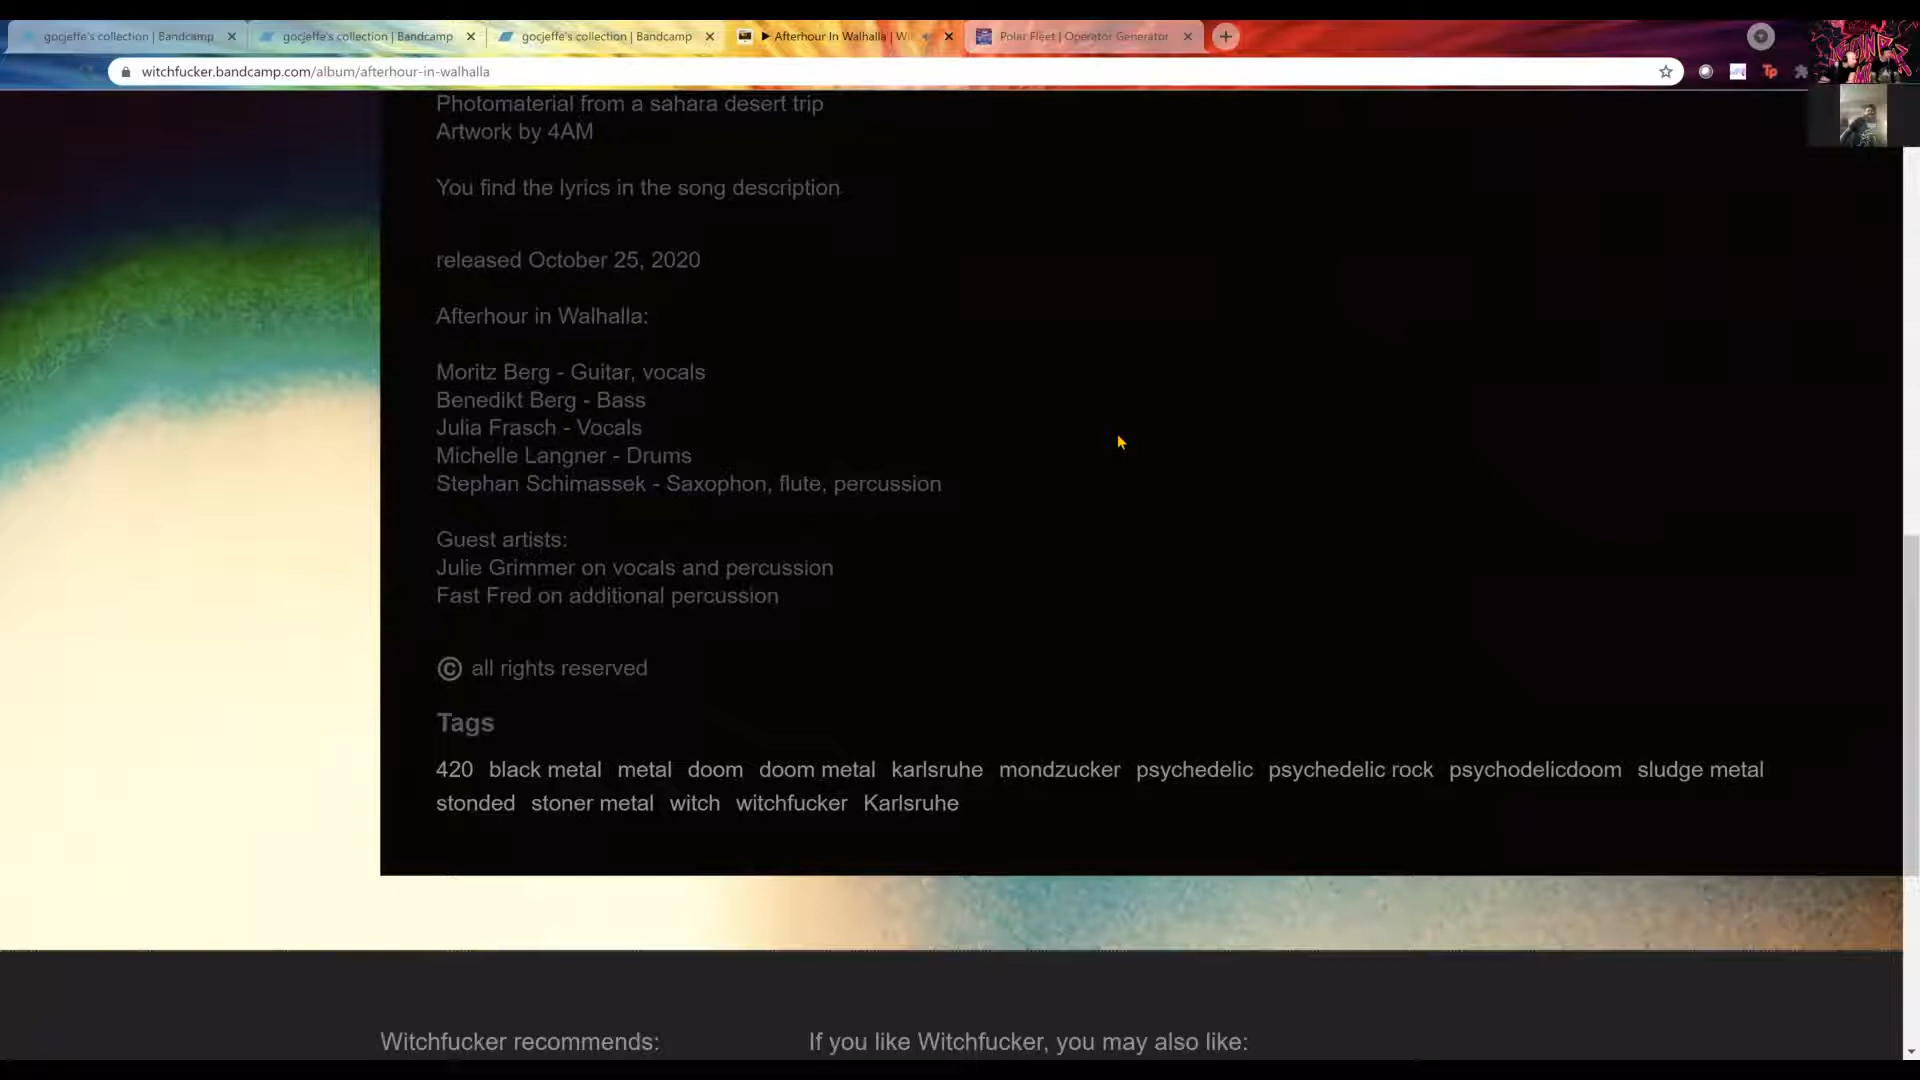 gocjeffe's collection | Bandcamp
gocjeffe's collection | Bandcamp
gocjeffe's collection | Bandcamp
Afterhour In Walhalla | Wi
Polar Fleet | Operator Generator
witchfucker.bandcamp.com/album/afterhour-in-walhalla
Tp
Photomaterial from a sahara desert trip
Artwork by 4AM
You find the lyrics in the song description
released October 25, 2020
Afterhour in Walhalla:
Moritz Berg - Guitar, vocals
Benedikt Berg - Bass
Julia Frasch - Vocals
Michelle Langner - Drums
Stephan Schimassek - Saxophon, flute, percussion
Guest artists:
Julie Grimmer on vocals and percussion
Fast Fred on additional percussion
© all rights reserved
Tags
420 black metal metal doom doom metal karlsruhe mondzucker psychedelic psychedelic rock psychodelicdoom sludge metal
stonded stoner metal witch witchfucker Karlsruhe
Witchfucker recommends:
If you like Witchfucker, you may also like: